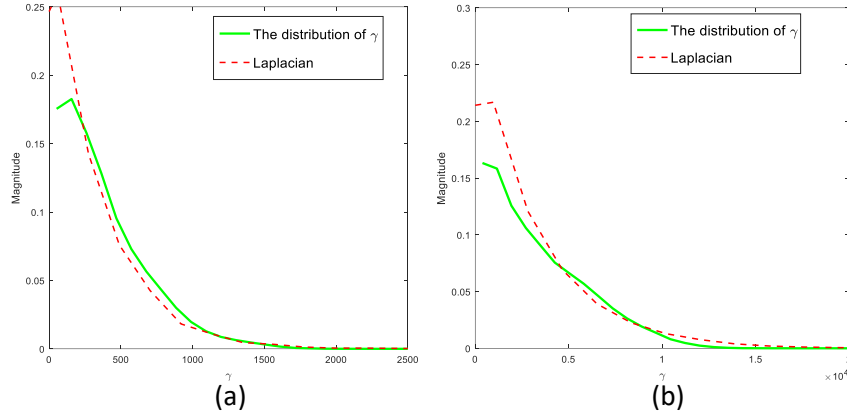 0.25
0.2
0.15
0.1
0.05
0
Magnitude
The distribution of γ
Laplacian
0 500 1000 1500 2000 2500
γ
(a)
0.3
0.25
0.2
0.15
0.1
0.05
0
Magnitude
The distribution of γ
Laplacian
0 0.5 1 1.5 2
×10
γ
(b)